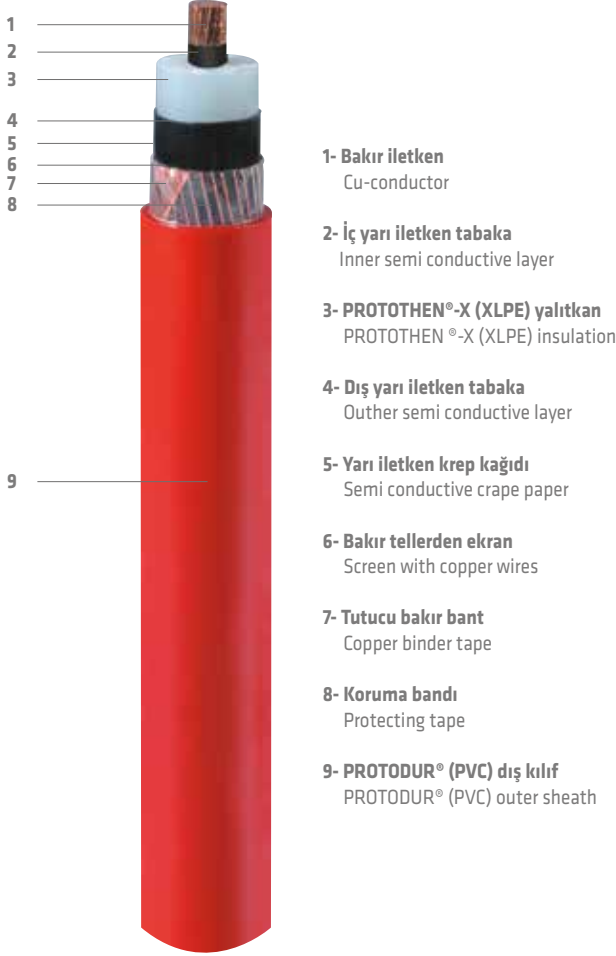 1
2
3
4
5
6
7
8
9
1- Bakır iletken
Cu-conductor
2- İç yarı iletken tabaka
Inner semi conductive layer
3- PROTOTHEN®-X (XLPE) yalıtkan
PROTOTHEN ®-X (XLPE) insulation
4- Dış yarı iletken tabaka
Outher semi conductive layer
5- Yarı iletken krep kağıdı
Semi conductive crape paper
6- Bakır tellerden ekran
Screen with copper wires
7- Tutucu bakır bant
Copper binder tape
8- Koruma bandı
Protecting tape
9- PROTODUR® (PVC) dış kılıf
PROTODUR® (PVC) outer sheath